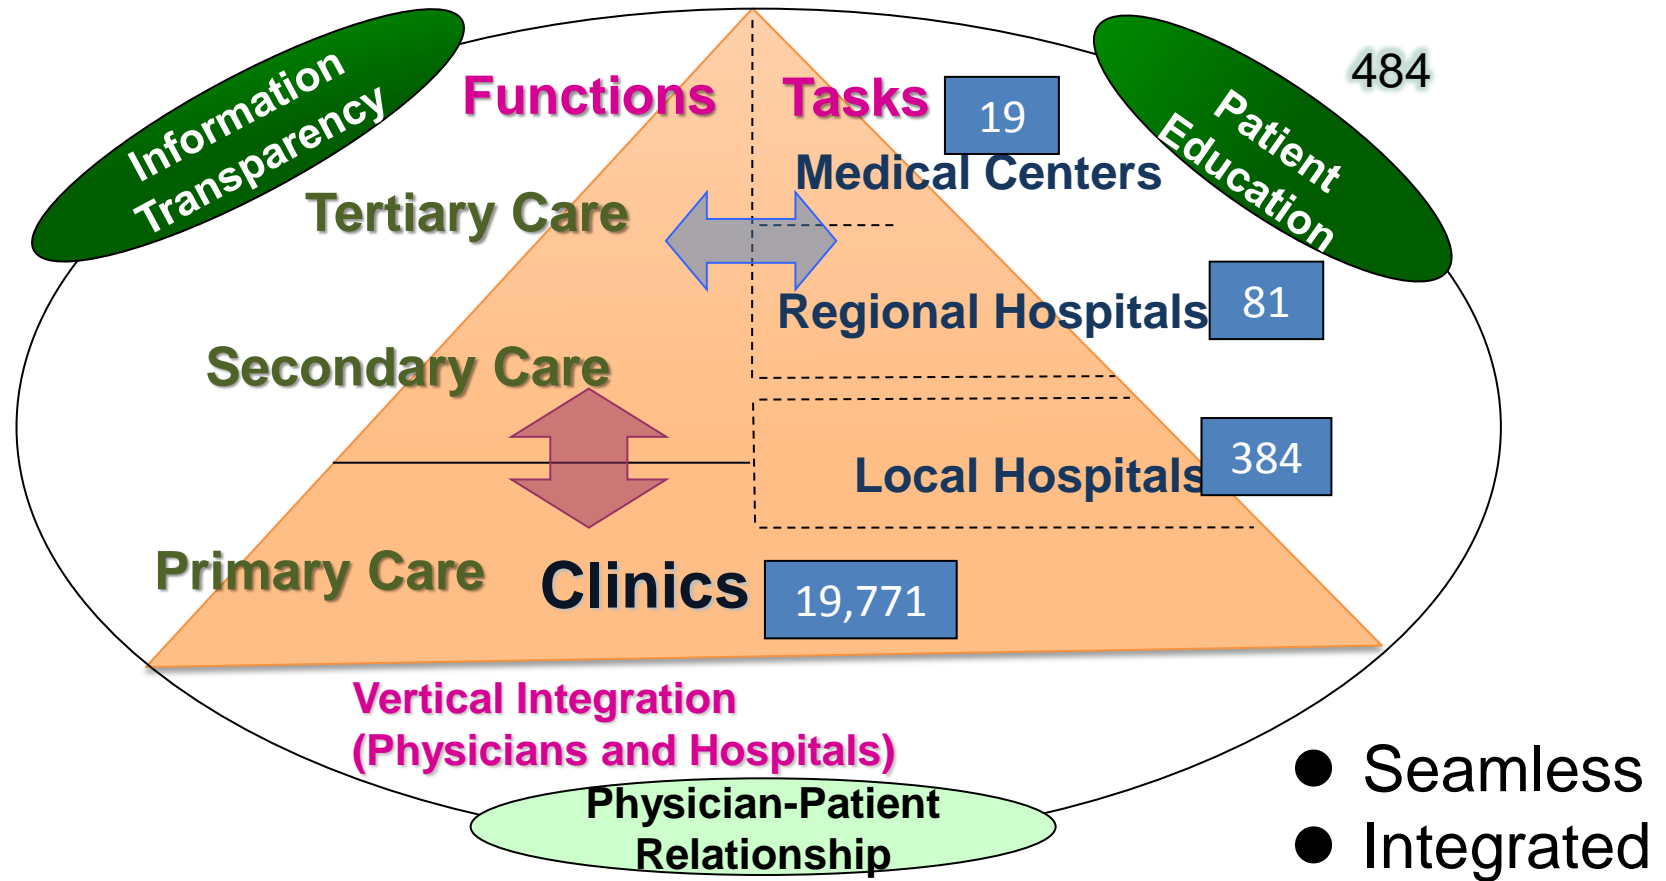 Information
Transparency
Functions
Tasks
19
Patient
Education
484
Medical Centers
Tertiary Care
Regional Hospitals
81
Secondary Care
Local Hospitals
384
Primary Care
Clinics
19,771
Vertical Integration
(Physicians and Hospitals)
Physician-Patient
Relationship
● Seamless
● Integrated